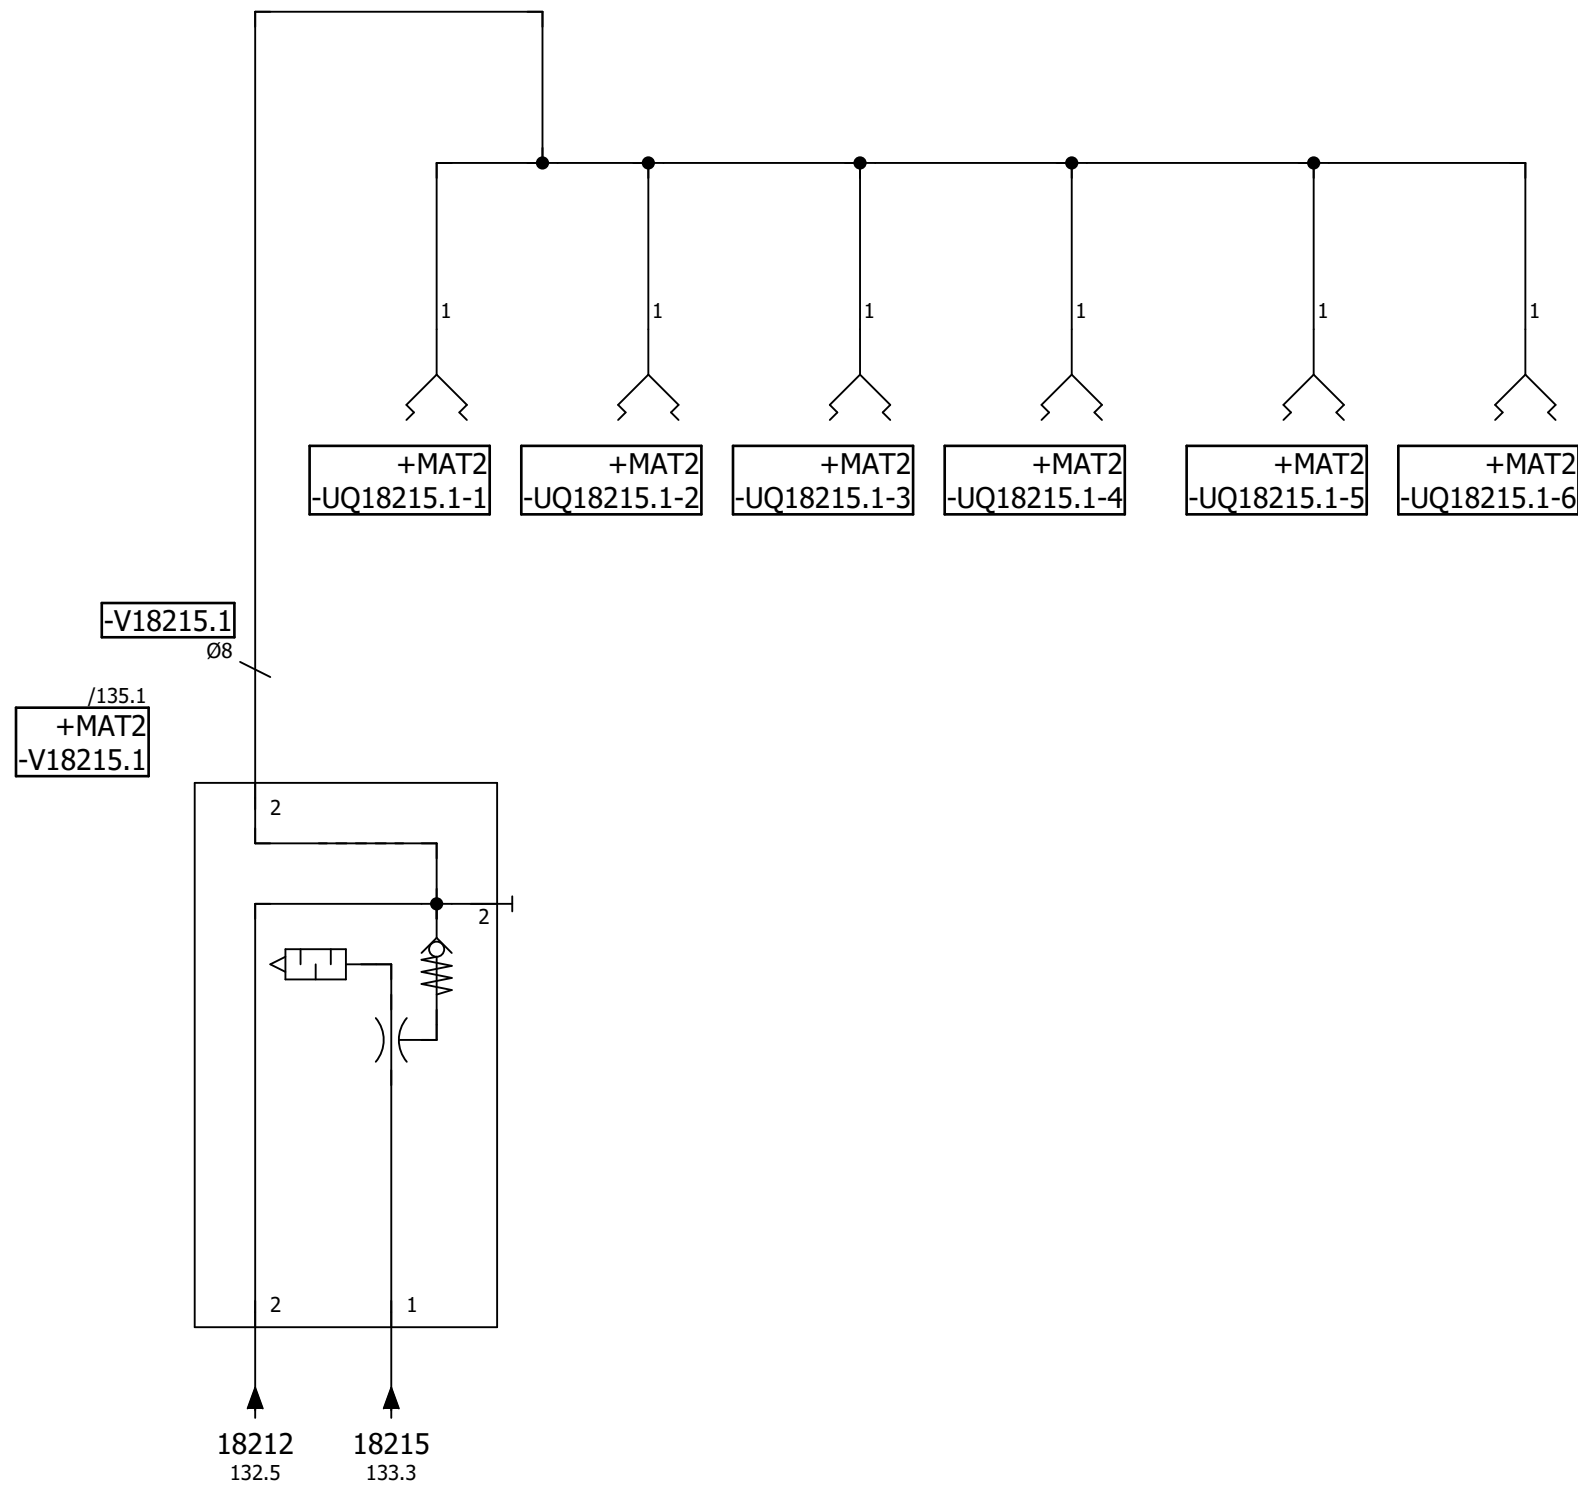 1
1
1
1
1
1
+MAT2
-UQ18215.1-1
+MAT2
-UQ18215.1-2
+MAT2
-UQ18215.1-3
+MAT2
-UQ18215.1-4
+MAT2
-UQ18215.1-5
+MAT2
-UQ18215.1-6
-V18215.1
Ø8
/135.1
+MAT2
-V18215.1
2
2
2
1
18212
132.5
18215
133.3